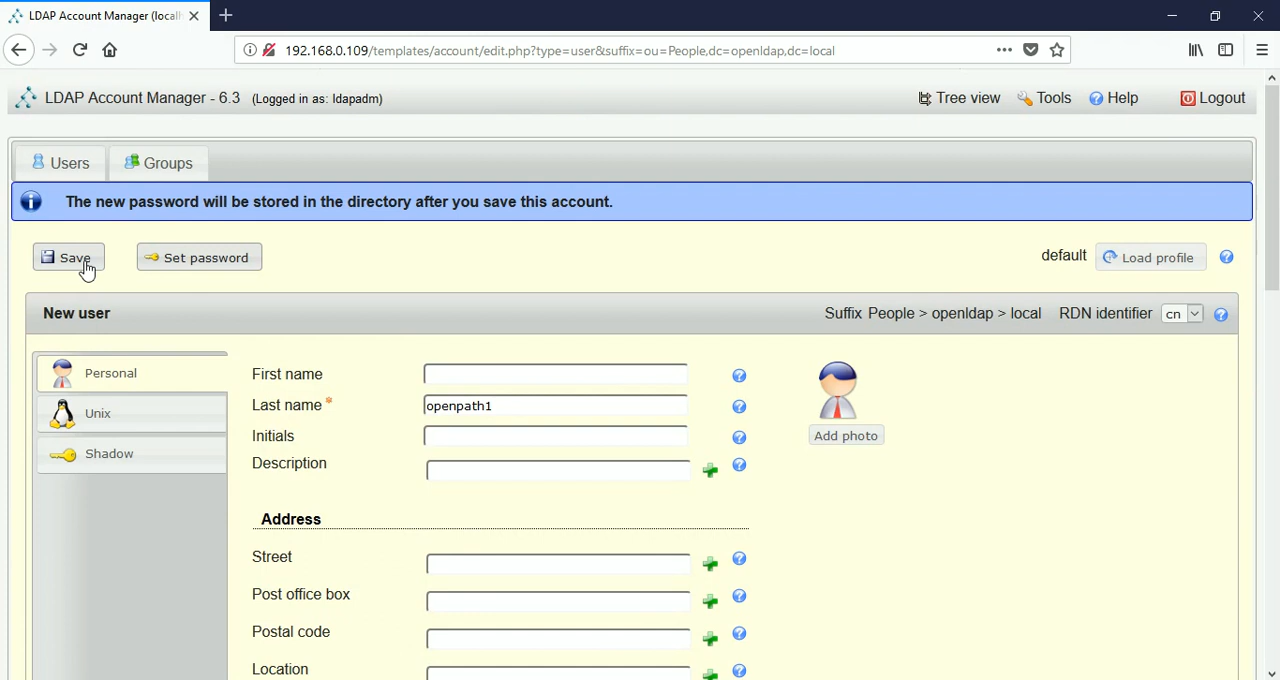 LDAP Account Manager (local
192.168.0.109/templates/account/edit.php?type=user&suffix=ou=People,dc=openldap,dc=local
LDAP Account Manager - 6.3 (Logged in as: ldapadm)
Tree view Tools Help Logout
Users Groups
The new password will be stored in the directory after you save this account.
Save Set password default Load profile
New user Suffix People > openldap > local RDN identifier cn
Personal
Unix
Shadow
First name
Last name * openpath1
Initials
Description
Add photo
Address
Street
Post office box
Postal code
Location